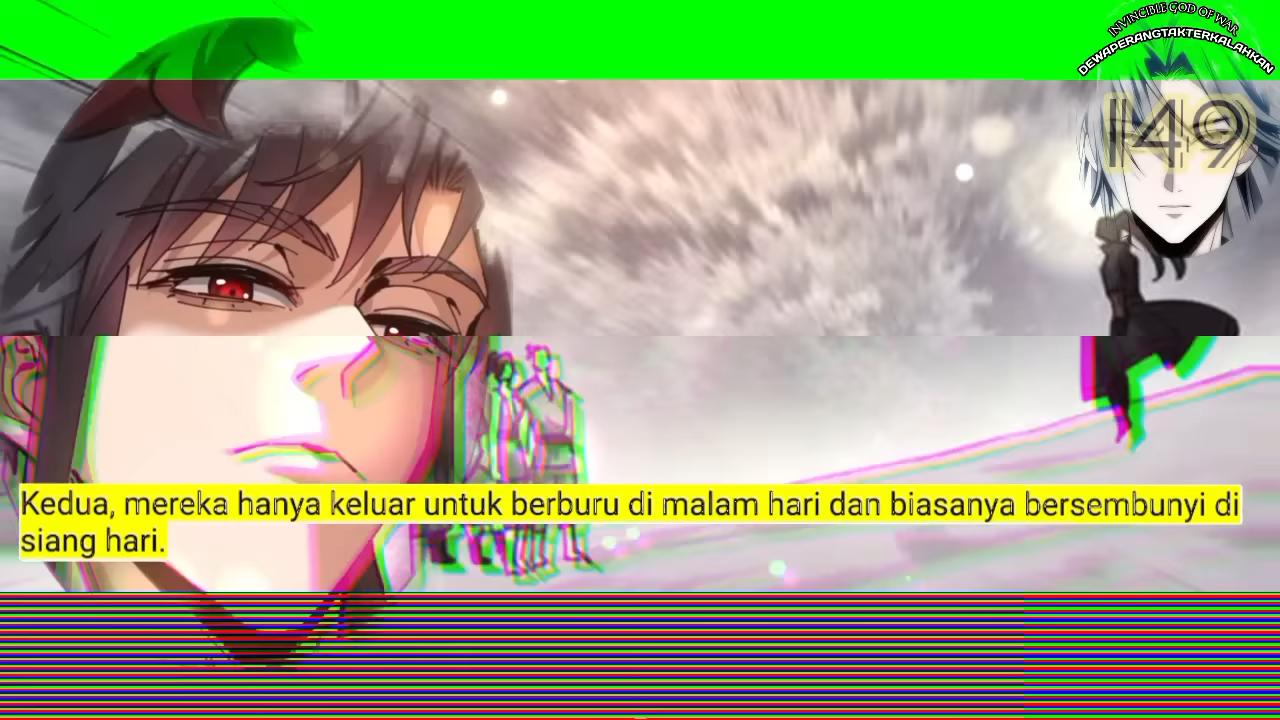 INVINCIBLE GOD OF WAR
DEWAPERANGTAKTERKALAHKAN
149
Kedua, mereka hanya keluar untuk berburu di malam hari dan biasanya bersembunyi di
siang hari.